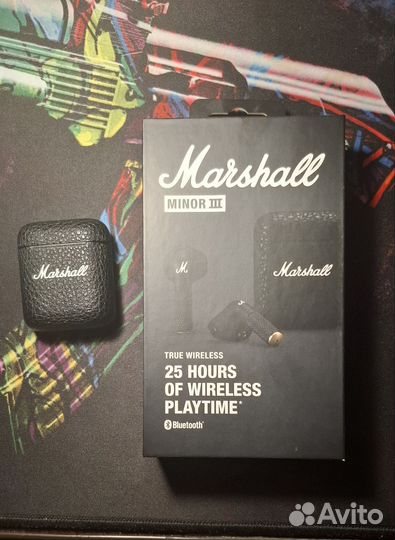 Marshall
MINOR III
M
Marshall
Marshall
TRUE WIRELESS
25 HOURS
OF WIRELESS
PLAYTIME*
Bluetooth®
Avito